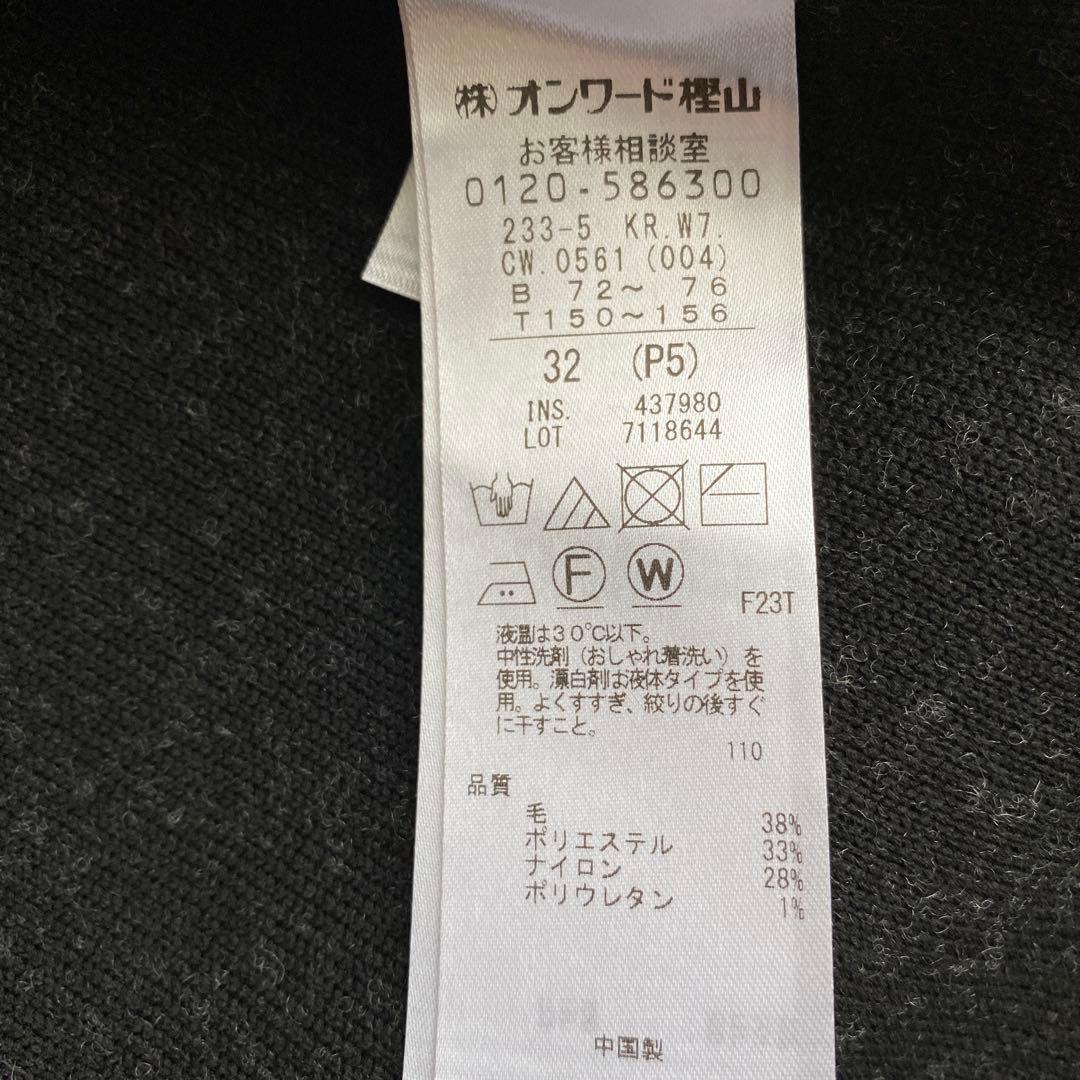 (株)オンワード樫山
お客様相談室
0120-586300
233-5 KR.W7.
CW.0561 (004)
B 72～ 76
T150～156
32 (P5)
INS. 437980
LOT 7118644
F W
F23T
液温は30℃以下。
中性洗剤（おしゃれ着洗い）を
使用。漂白剤は液体タイプを使
用。よくすすぎ、絞りの後すぐ
に干すこと。
110
品質
毛 38%
ポリエステル 33%
ナイロン 28%
ポリウレタン 1%
中国製